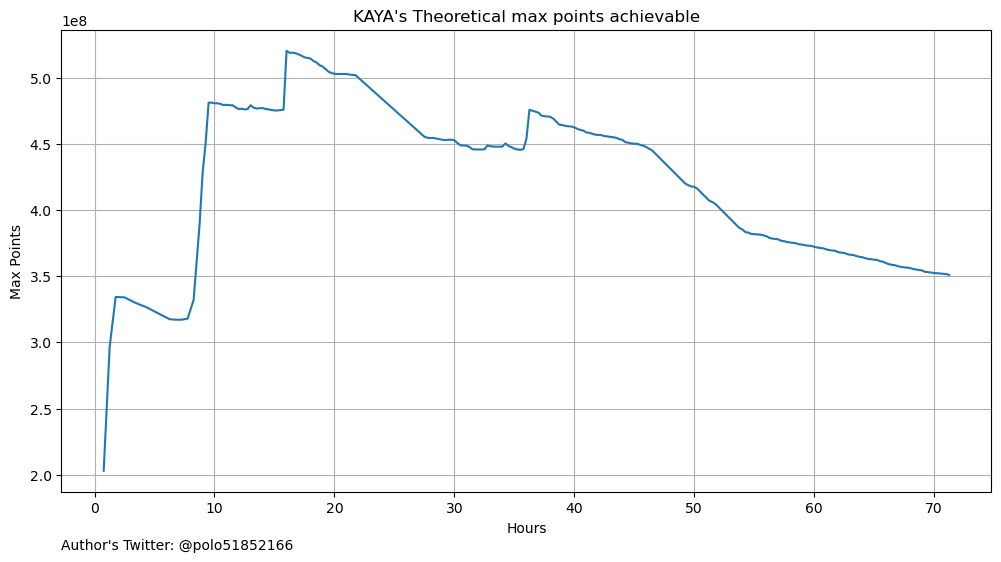 KAYA's Theoretical max points achievable
1e8
5.0
4.5
4.0
3.5
3.0
2.5
2.0
Max Points
0 10 20 30 40 50 60 70
Hours
Author's Twitter: @polo51852166